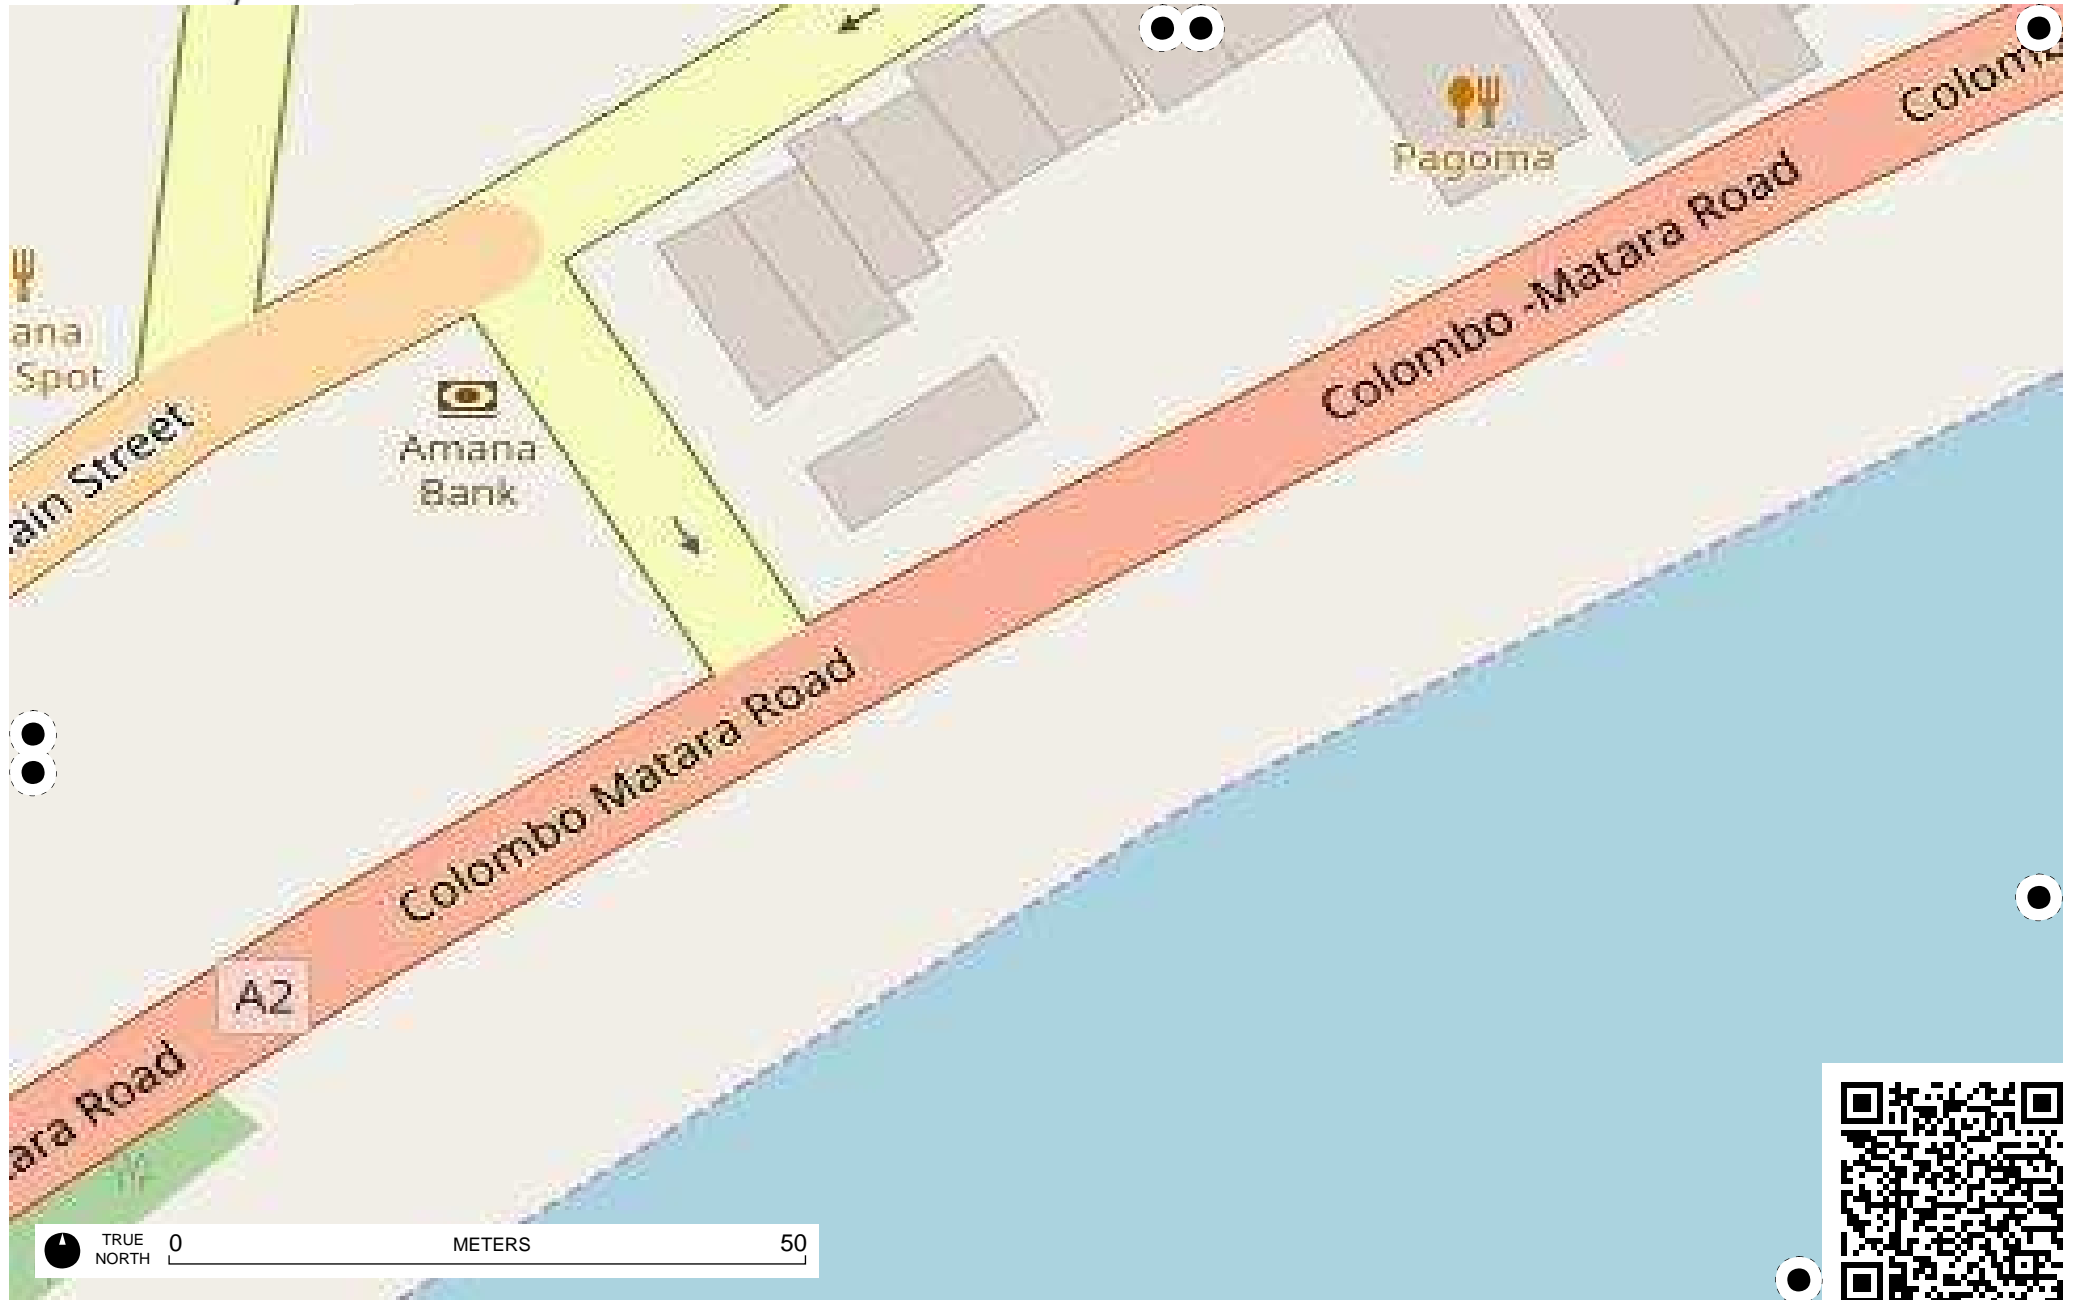 Colomb
Pagoma
Colombo -Matara Road
ana
Spot
ain Street
Amana
Bank
Colombo Matara Road
A2
ara Road
TRUE
NORTH
0
METERS
50